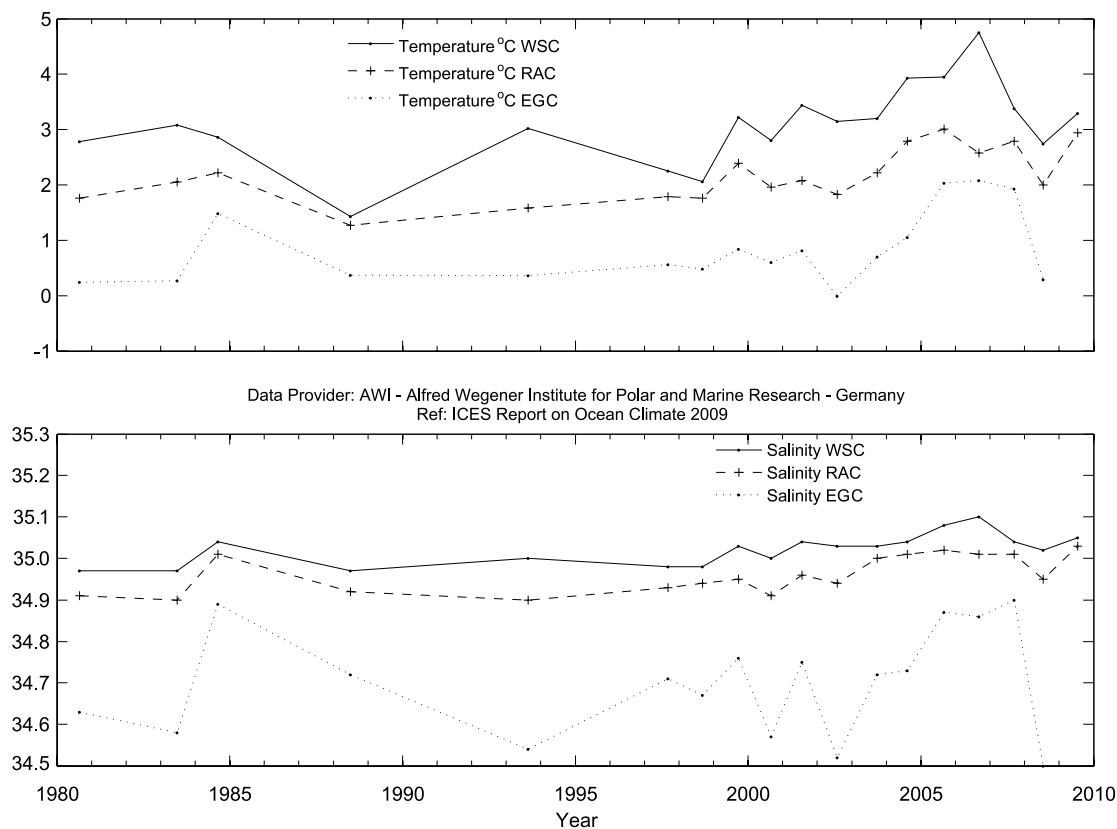 5
4
3
2
1
0
-1
Temperature °C WSC
Temperature °C RAC
Temperature °C EGC
Data Provider: AWI - Alfred Wegener Institute for Polar and Marine Research - Germany
Ref: ICES Report on Ocean Climate 2009
35.3
35.2
35.1
35.0
34.9
34.8
34.7
34.6
34.5
Salinity WSC
Salinity RAC
Salinity EGC
1980 1985 1990 1995 2000 2005 2010
Year